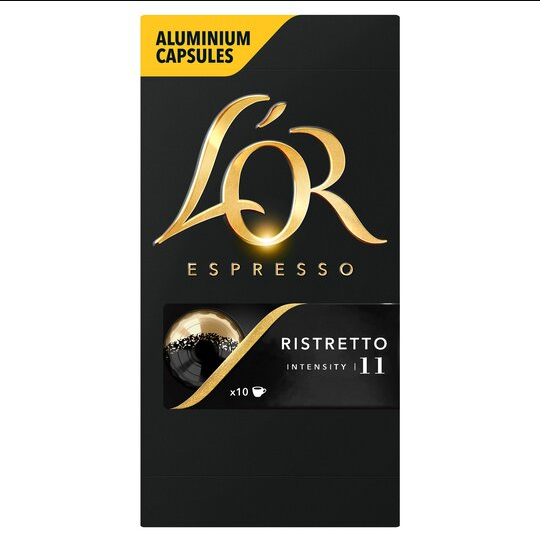 ALUMINIUM
CAPSULES
L'OR
ESPRESSO
RISTRETTO
INTENSITY | 11
x10